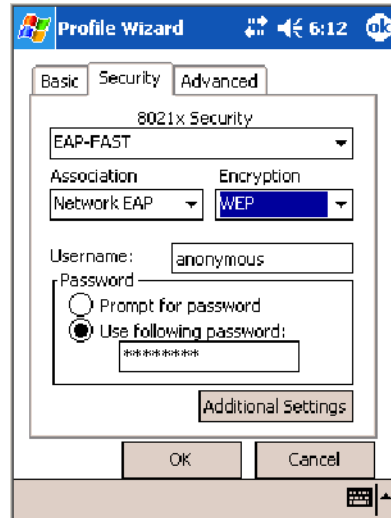 Profile Wizard 6:12 ok
Basic Security Advanced
8021x Security
EAP-FAST
Association Encryption
Network EAP WEP
Username: anonymous
Password
Prompt for password
Use following password:
********
Additional Settings
OK Cancel